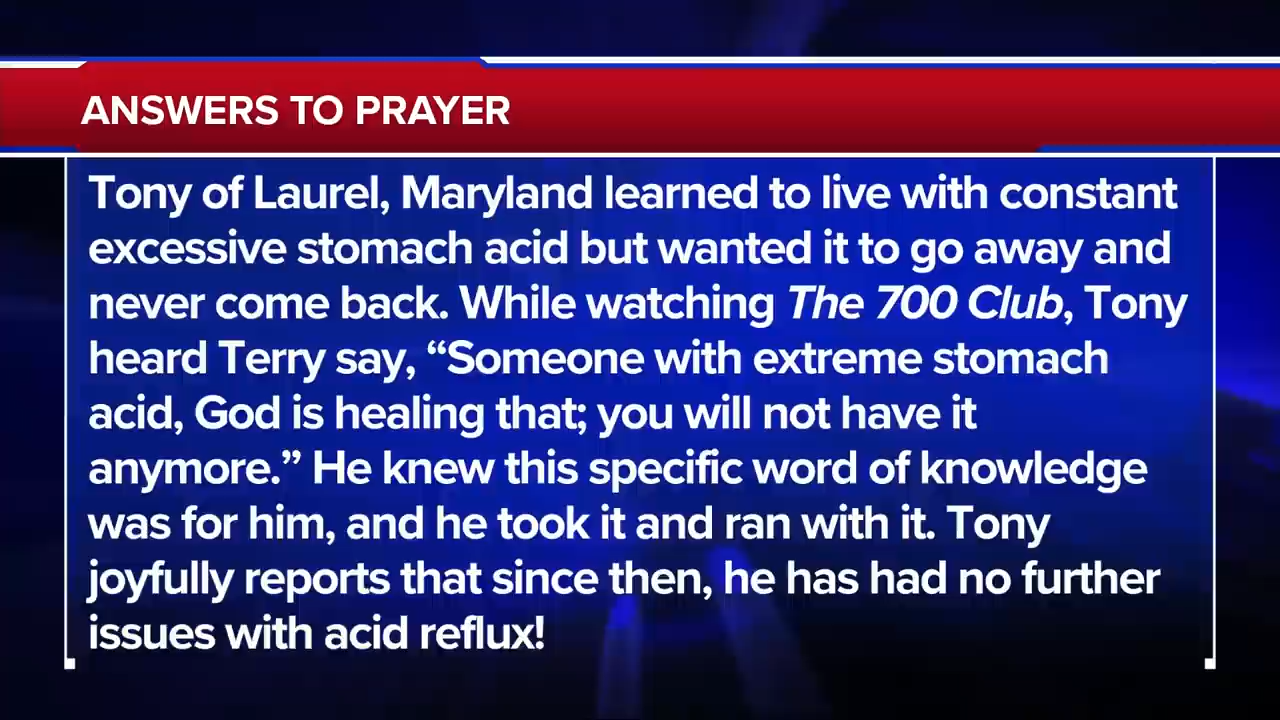 ANSWERS TO PRAYER
Tony of Laurel, Maryland learned to live with constant
excessive stomach acid but wanted it to go away and
never come back. While watching The 700 Club, Tony
heard Terry say, “Someone with extreme stomach
acid, God is healing that; you will not have it
anymore.” He knew this specific word of knowledge
was for him, and he took it and ran with it. Tony
joyfully reports that since then, he has had no further
issues with acid reflux!